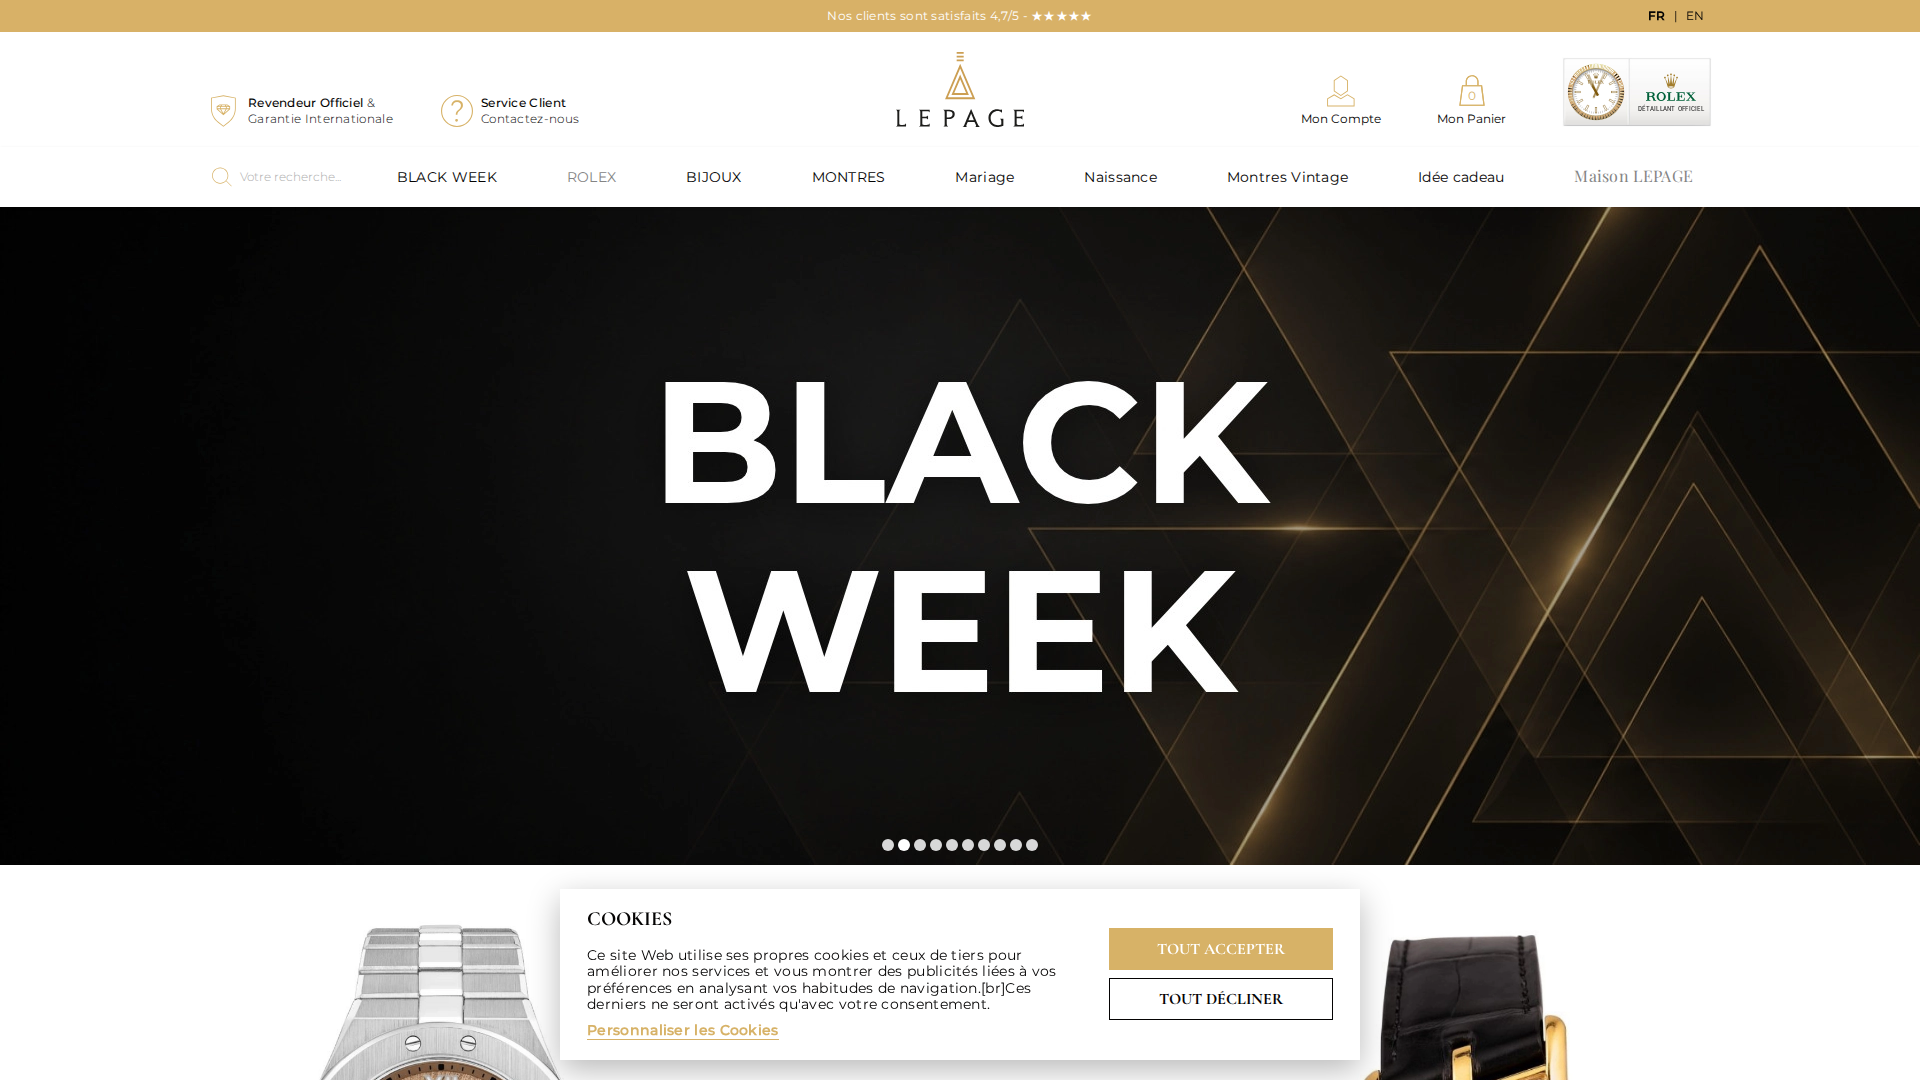 Nos clients sont satisfaits 4,7/5 - ★★★★★
FR | EN
Revendeur Officiel &
Garantie Internationale
Service Client
Contactez-nous
LEPAGE
Mon Compte
0
Mon Panier
ROLEX
DÉTAILLANT OFFICIEL
Votre recherche...
BLACK WEEK
ROLEX
BIJOUX
MONTRES
Mariage
Naissance
Montres Vintage
Idée cadeau
Maison LEPAGE
BLACK
WEEK
COOKIES
Ce site Web utilise ses propres cookies et ceux de tiers pour
améliorer nos services et vous montrer des publicités liées à vos
préférences en analysant vos habitudes de navigation.[br]Ces
derniers ne seront activés qu'avec votre consentement.
Personnaliser les Cookies
TOUT ACCEPTER
TOUT DÉCLINER